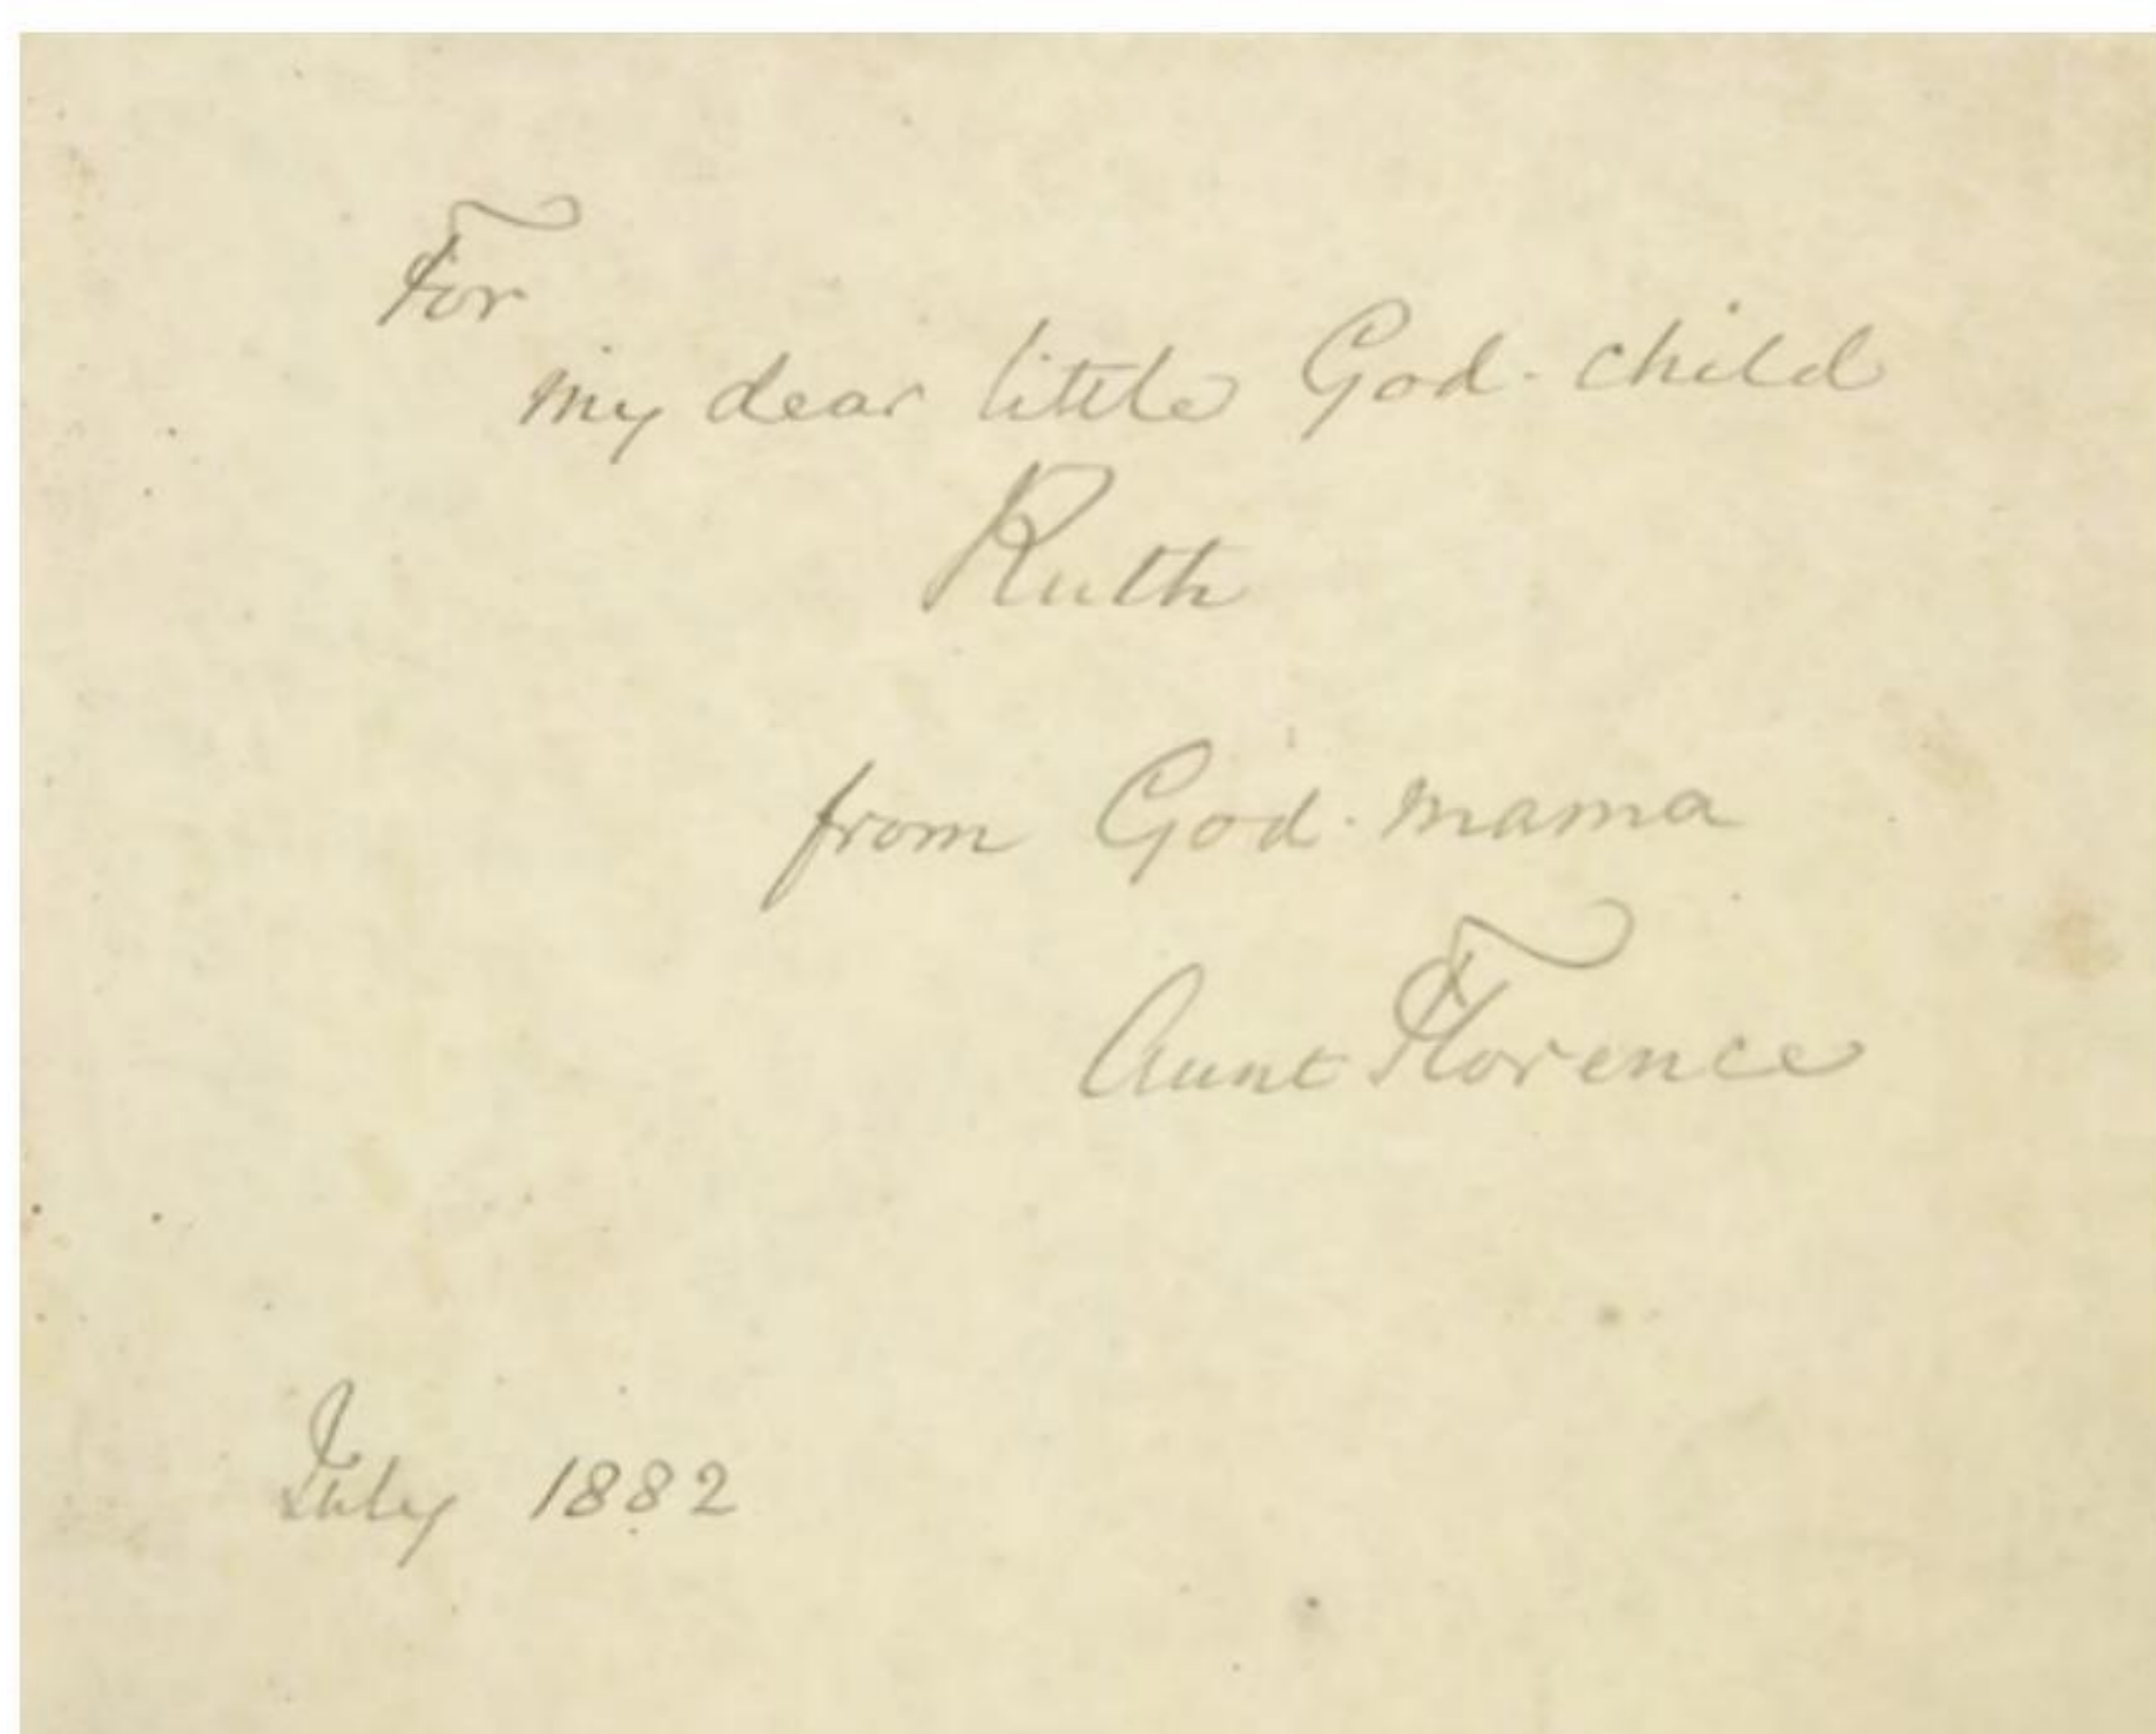 For
my dear little God-child
Ruth
from God-mama
Aunt Florence
July 1882